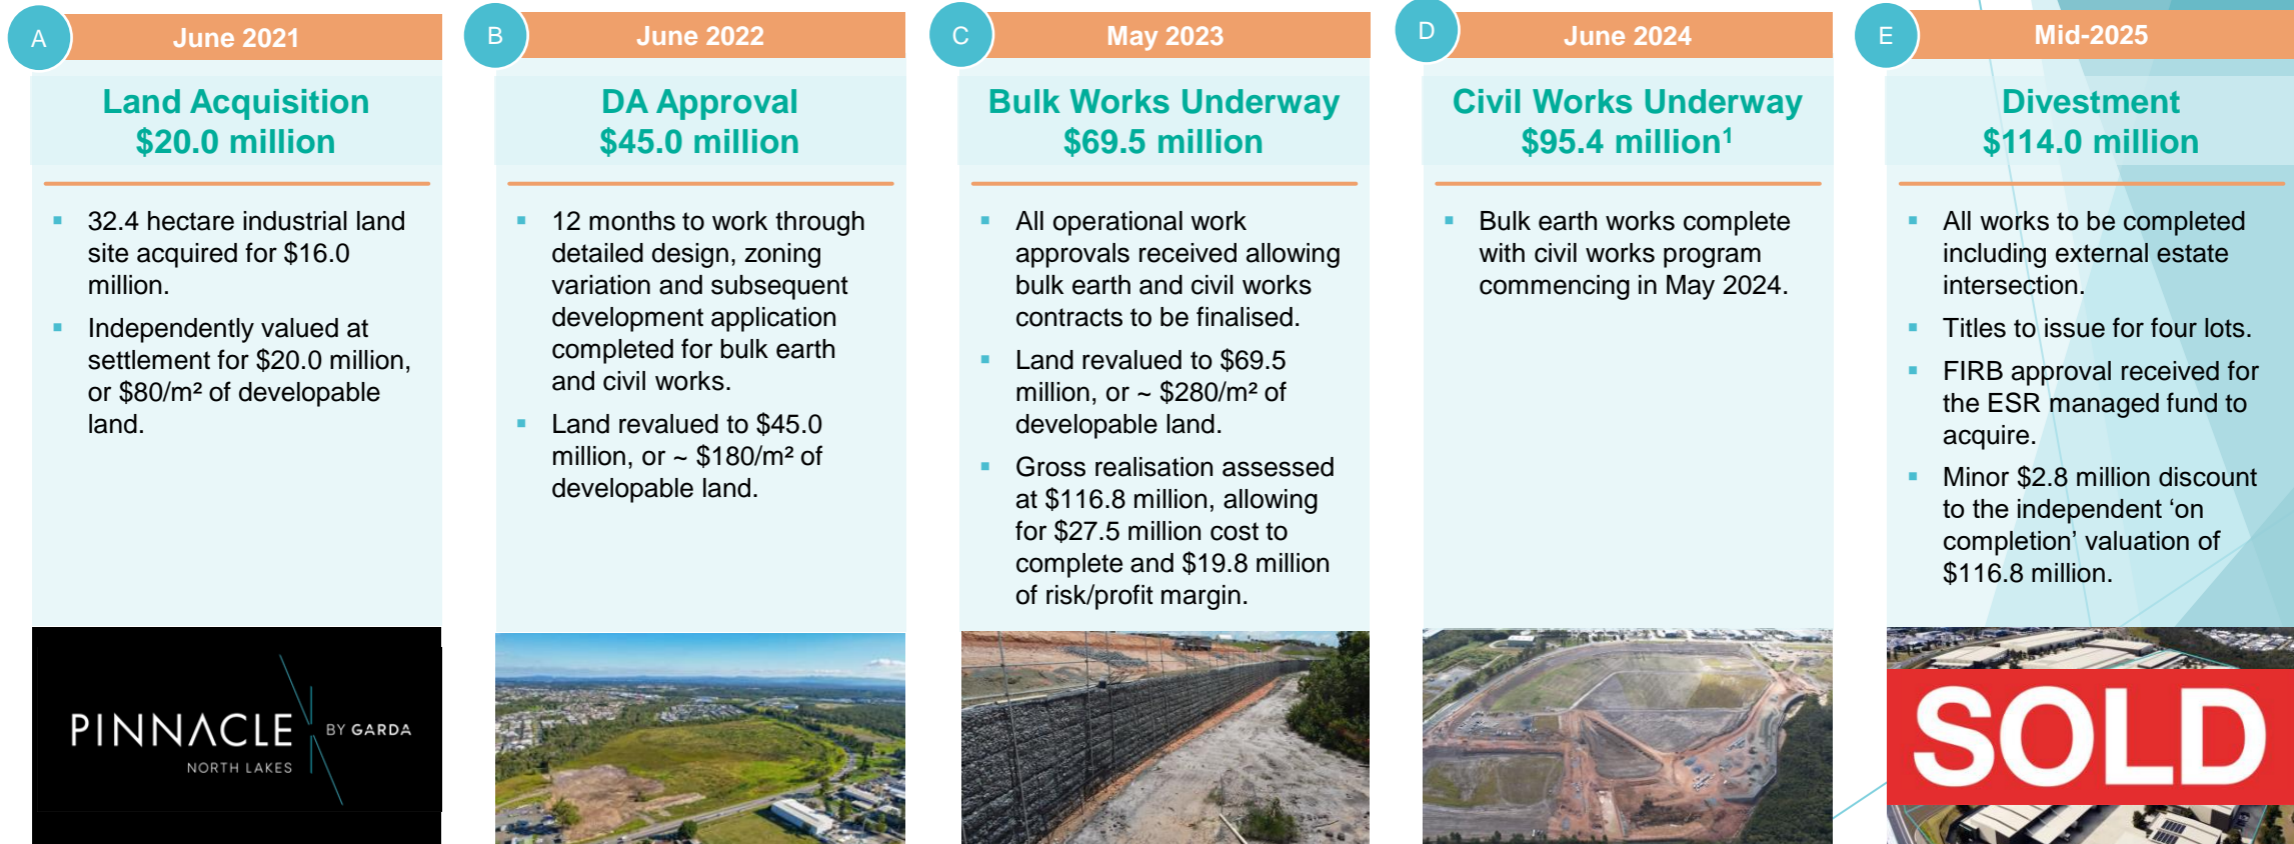 A
June 2021
Land Acquisition
$20.0 million
▪ 32.4 hectare industrial land
site acquired for $16.0
million.
▪ Independently valued at
settlement for $20.0 million,
or $80/m² of developable
land.
PINNACLE
BY GARDA
NORTH LAKES
B
June 2022
DA Approval
$45.0 million
▪ 12 months to work through
detailed design, zoning
variation and subsequent
development application
completed for bulk earth
and civil works.
▪ Land revalued to $45.0
million, or ~ $180/m² of
developable land.
C
May 2023
Bulk Works Underway
$69.5 million
▪ All operational work
approvals received allowing
bulk earth and civil works
contracts to be finalised.
▪ Land revalued to $69.5
million, or ~ $280/m² of
developable land.
▪ Gross realisation assessed
at $116.8 million, allowing
for $27.5 million cost to
complete and $19.8 million
of risk/profit margin.
D
June 2024
Civil Works Underway
$95.4 million¹
▪ Bulk earth works complete
with civil works program
commencing in May 2024.
E
Mid-2025
Divestment
$114.0 million
▪ All works to be completed
including external estate
intersection.
▪ Titles to issue for four lots.
▪ FIRB approval received for
the ESR managed fund to
acquire.
▪ Minor $2.8 million discount
to the independent ‘on
completion’ valuation of
$116.8 million.
SOLD